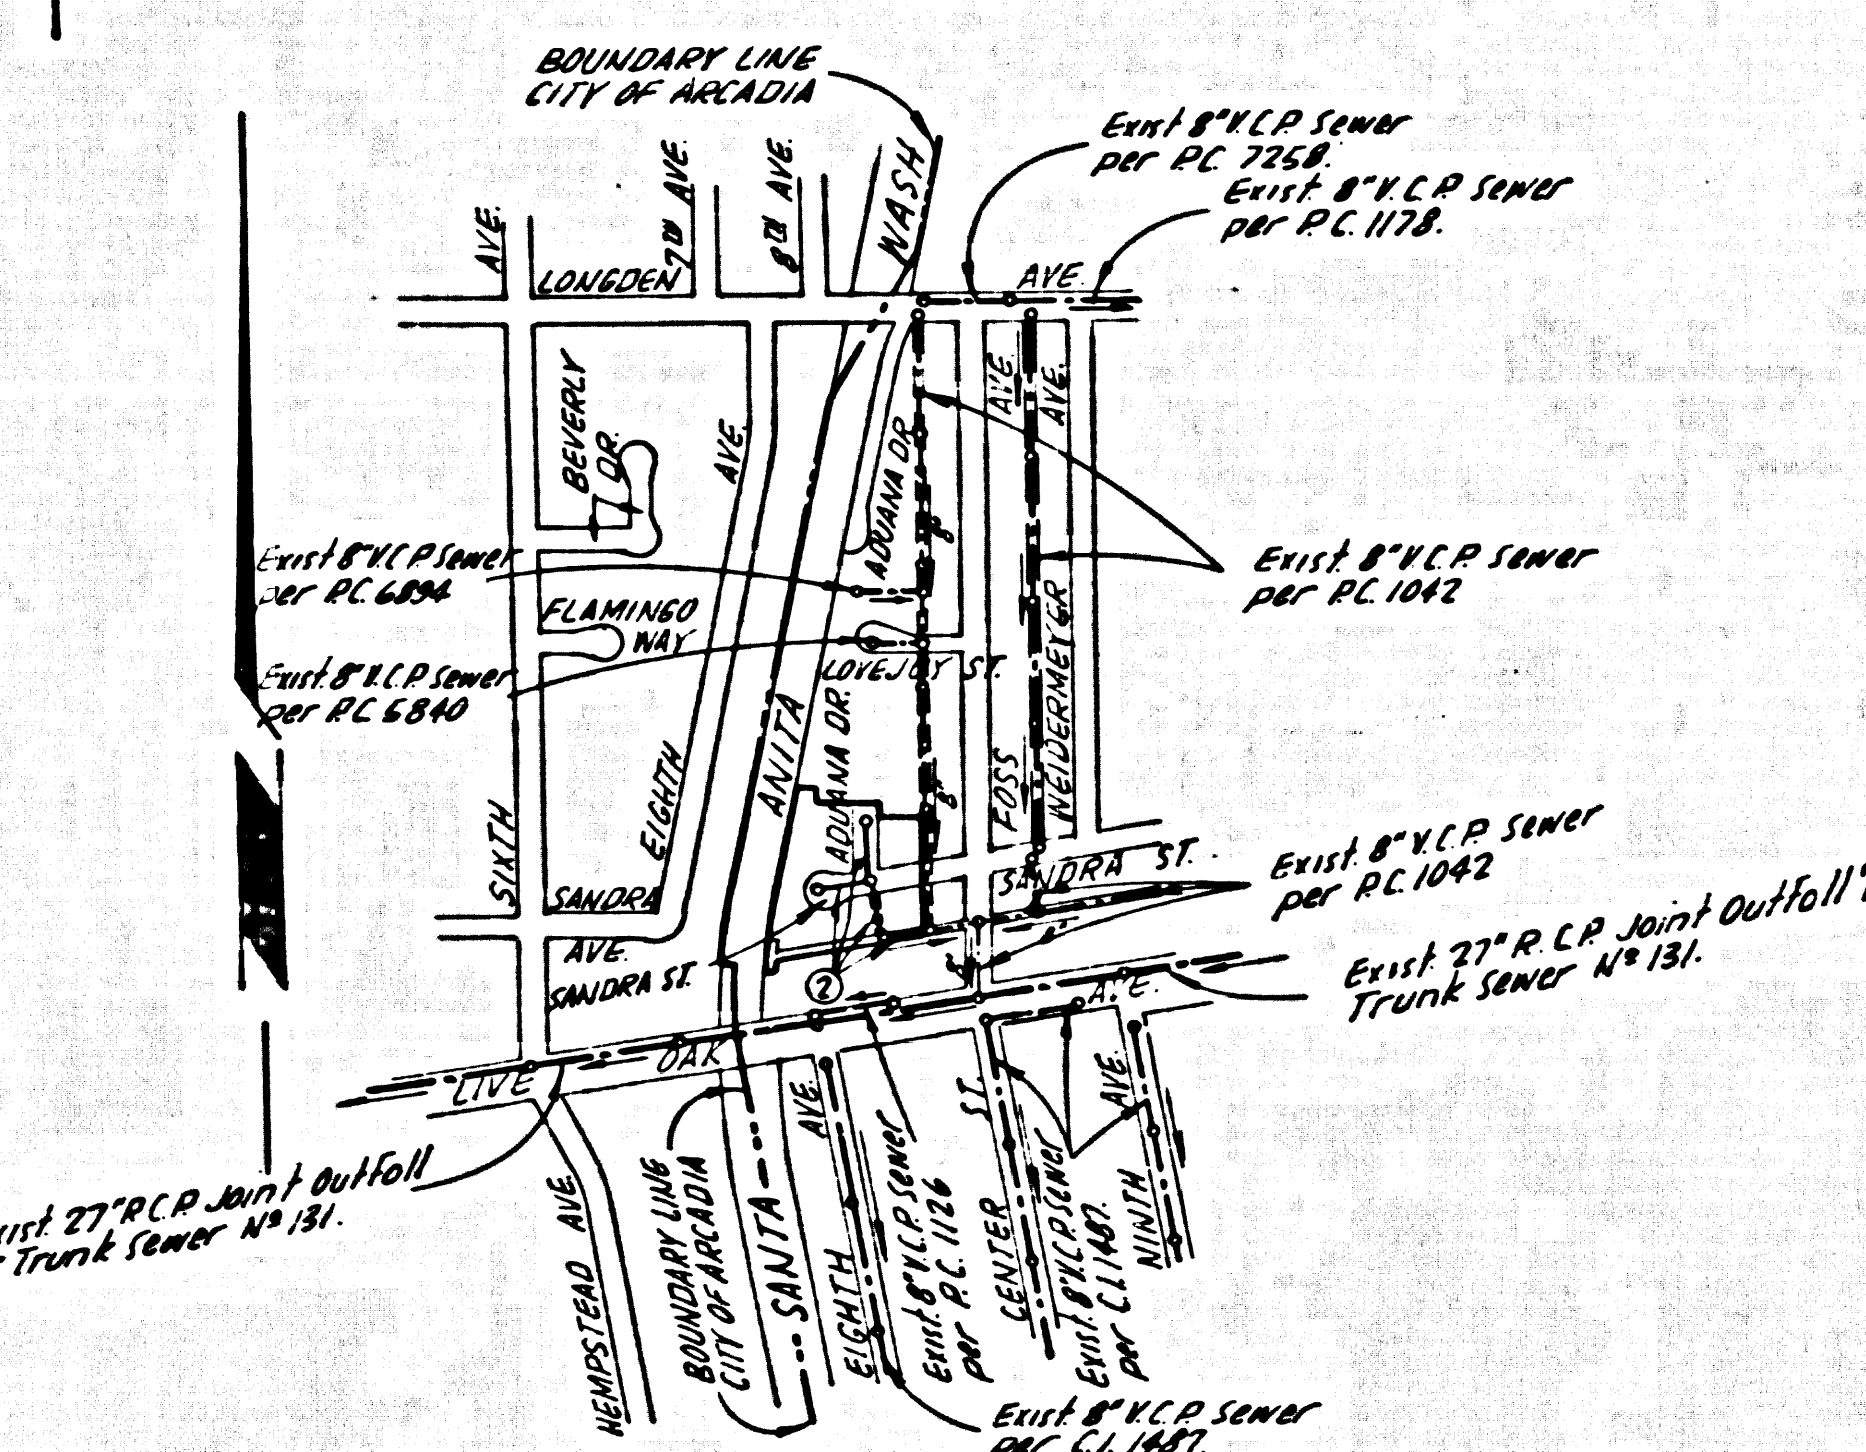 BOUNDARY LINE
CITY OF ARCADIA
Exist 8" V.C.P. Sewer
per P.C. 7258.
Exist. 8" V.C.P. Sewer
per P.C. 1178.
AVE.
7TH AVE.
8TH AVE.
WASH
LONGDEN
AVE.
BEVERLY
DR.
AVE.
ADUANA DR
AVE.
AVE.
8"
Exist 8" V.C.P. Sewer
per P.C. 6894
Exist. 8" V.C.P. Sewer
per P.C. 1042
FLAMINGO
WAY
LOVEJOY ST.
Exist. 8" V.C.P. Sewer
per P.C. 6840
ANITA
ADUANA DR.
ADUANA DR.
EIGHTH
SIXTH
FOSS
WEIDERMEYER
8"
SANDRA ST.
Exist. 8" V.C.P. Sewer
per P.C. 1042
SANDRA
AVE.
SANDRA ST.
2
8"
8"
Exist. 27" R.C.P. Joint Outfall
Trunk Sewer Nº 131.
AVE.
OAK
LIVE
27" R.C.P. Joint Outfall
Trunk Sewer Nº 131.
HEMPSTEAD AVE.
BOUNDARY LINE
CITY OF ARCADIA
SANTA
EIGHTH AVE.
Exist. 8" V.C.P. Sewer
per P.C. 1126
CENTER ST.
Exist. 8" V.C.P. Sewer
per C.I. 1487.
NINTH AVE.
Exist. 8" V.C.P. Sewer
per C.I. 1487